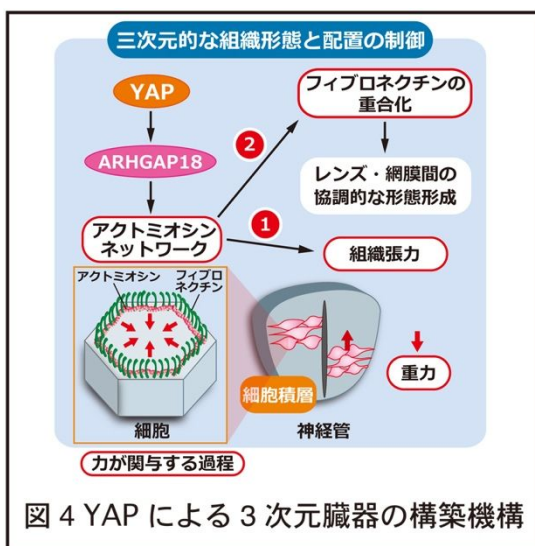 三次元的な組織形態と配置の制御
YAP
ARHGAP18
アクトミオシン
ネットワーク
2
フィブロネクチンの
重合化
レンズ・網膜間の
協調的な形態形成
1
組織張力
アクトミオシン
フィブロ
ネクチン
細胞
細胞積層
神経管
重力
力が関与する過程
図 4 YAP による 3 次元臓器の構築機構